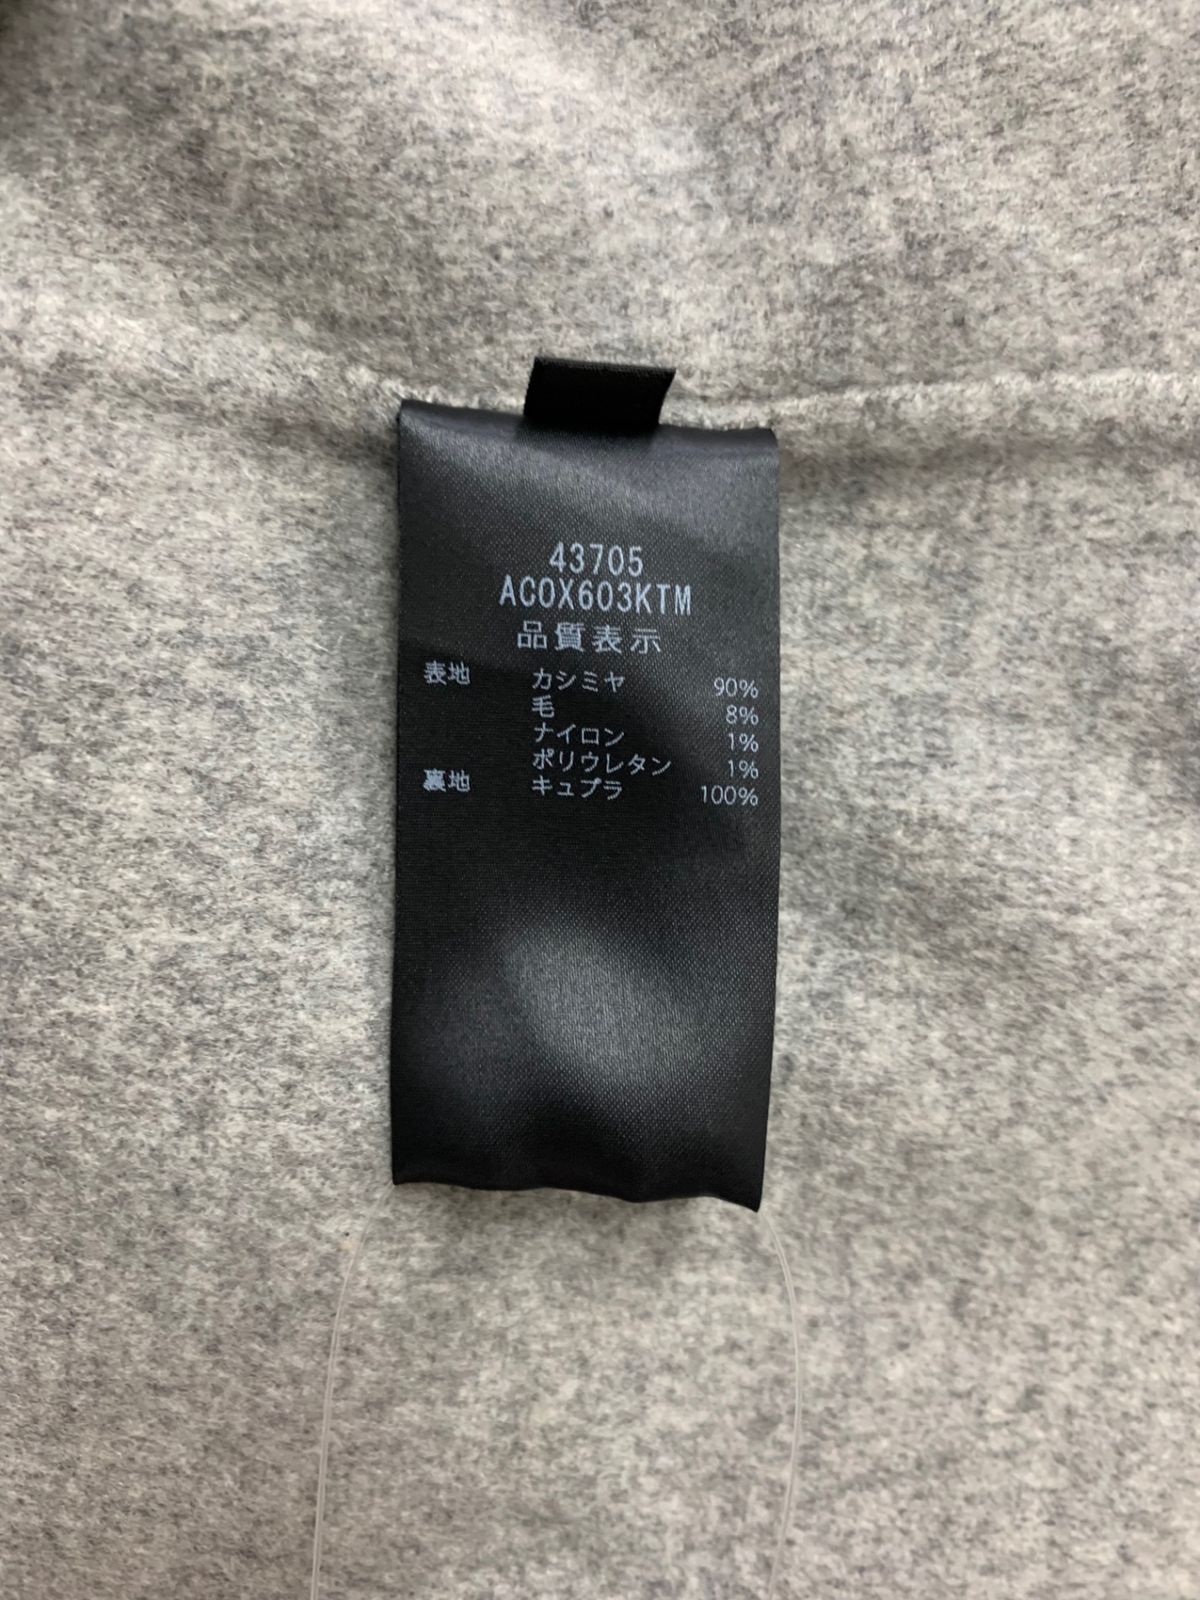 43705
ACOX603KTM
品質表示
表地 カシミヤ 90%
毛 8%
ナイロン 1%
ポリウレタン 1%
裏地 キュプラ 100%